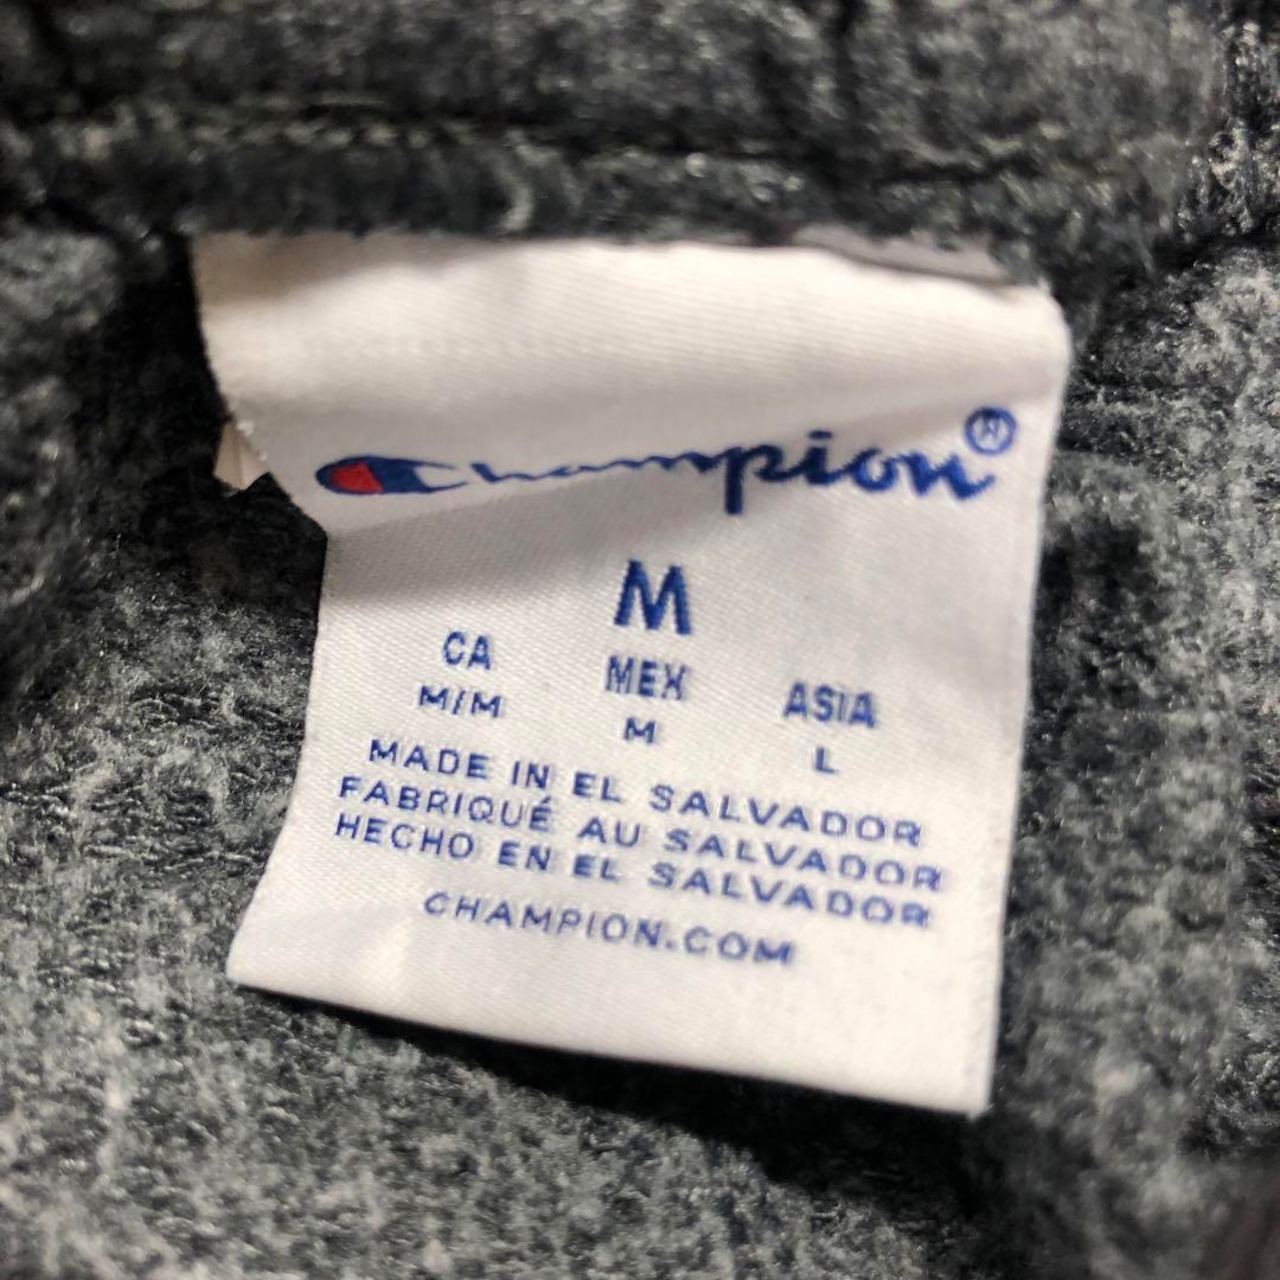 Champion®
M
CA MEX ASIA
M/M M L
MADE IN EL SALVADOR
FABRIQUÉ AU SALVADOR
HECHO EN EL SALVADOR
CHAMPION.COM